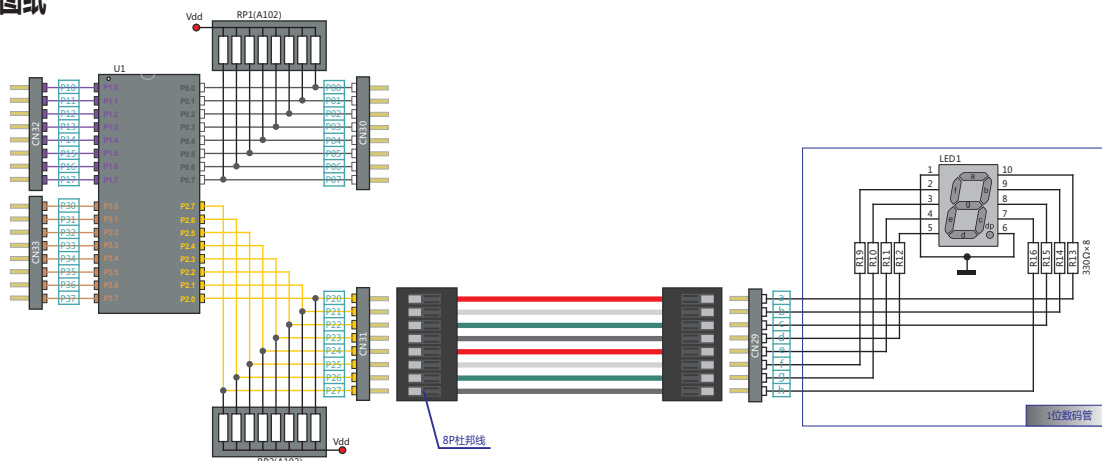 图纸
Vdd
RP1(A102)
U1
P10 P1.0 P0.0 P00
P11 P1.1 P0.1 P01
P12 P1.2 P0.2 P02
P13 P1.3 P0.3 P03
P14 P1.4 P0.4 P04
P15 P1.5 P0.5 P05
P16 P1.6 P0.6 P06
P17 P1.7 P0.7 P07
CN32
CN30
P30 P3.0 P2.7
P31 P3.1 P2.6
P32 P3.2 P2.5
P33 P3.3 P2.4
P34 P3.4 P2.3
P35 P3.5 P2.2
P36 P3.6 P2.1
P37 P3.7 P2.0
CN33
P20
P21
P22
P23
P24
P25
P26
P27
CN31
8P杜邦线
Vdd
RP2(A102)
CN29
a
b
c
d
e
f
g
h
LED1
1 10
2 9
3 8
4 7
5 6
a
f b
g
e c
d
dp
R19 R10 R11 R12
R16 R15 R14 R13
330Ω×8
1位数码管